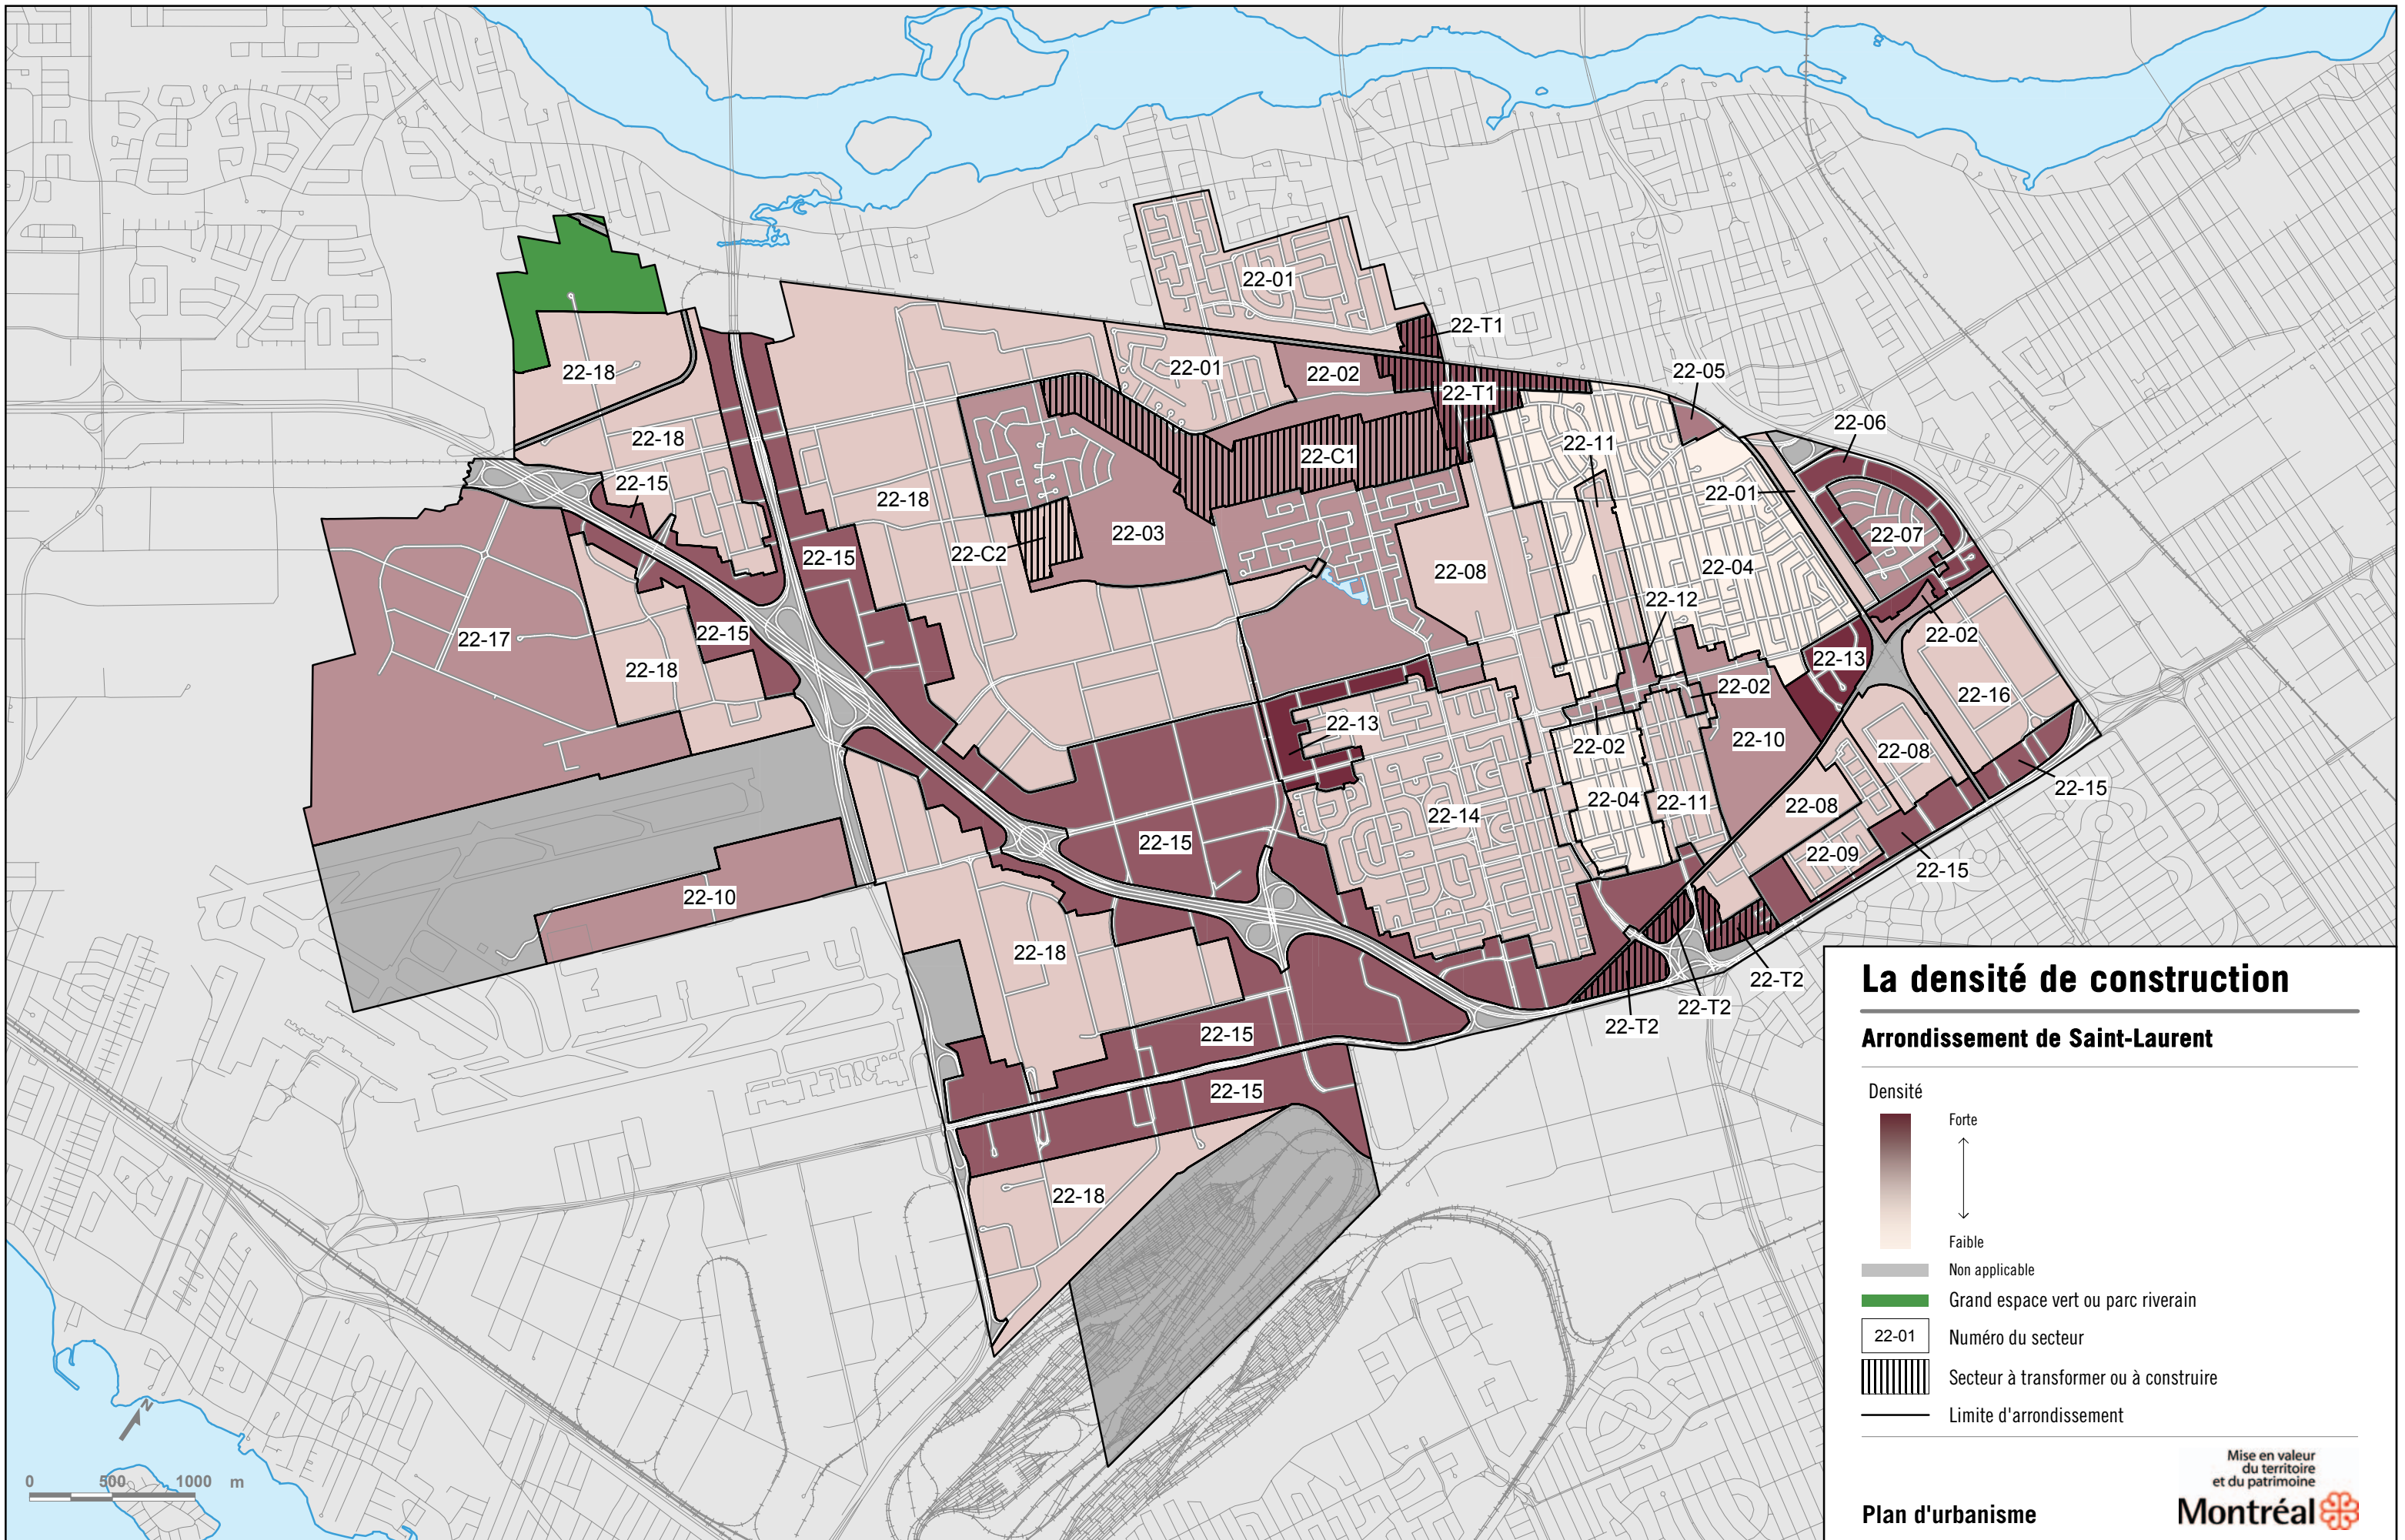 22-01
22-T1
22-01
22-02
22-05
22-18
22-T1
22-06
22-18
22-11
22-C1
22-15
22-01
22-18
22-03
22-07
22-C2
22-15
22-04
22-08
22-12
22-15
22-02
22-17
22-13
22-18
22-02
22-16
22-13
22-10
22-02
22-08
22-15
22-04
22-11
22-08
22-14
22-15
22-09
22-15
22-10
22-18
22-T2
22-T2
22-T2
22-15
22-15
22-18
La densité de construction
Arrondissement de Saint-Laurent
Densité
Forte
Faible
Non applicable
Grand espace vert ou parc riverain
22-01 Numéro du secteur
Secteur à transformer ou à construire
Limite d'arrondissement
Mise en valeur
du territoire
et du patrimoine
Montréal
Plan d'urbanisme
N
0 500 1000 m